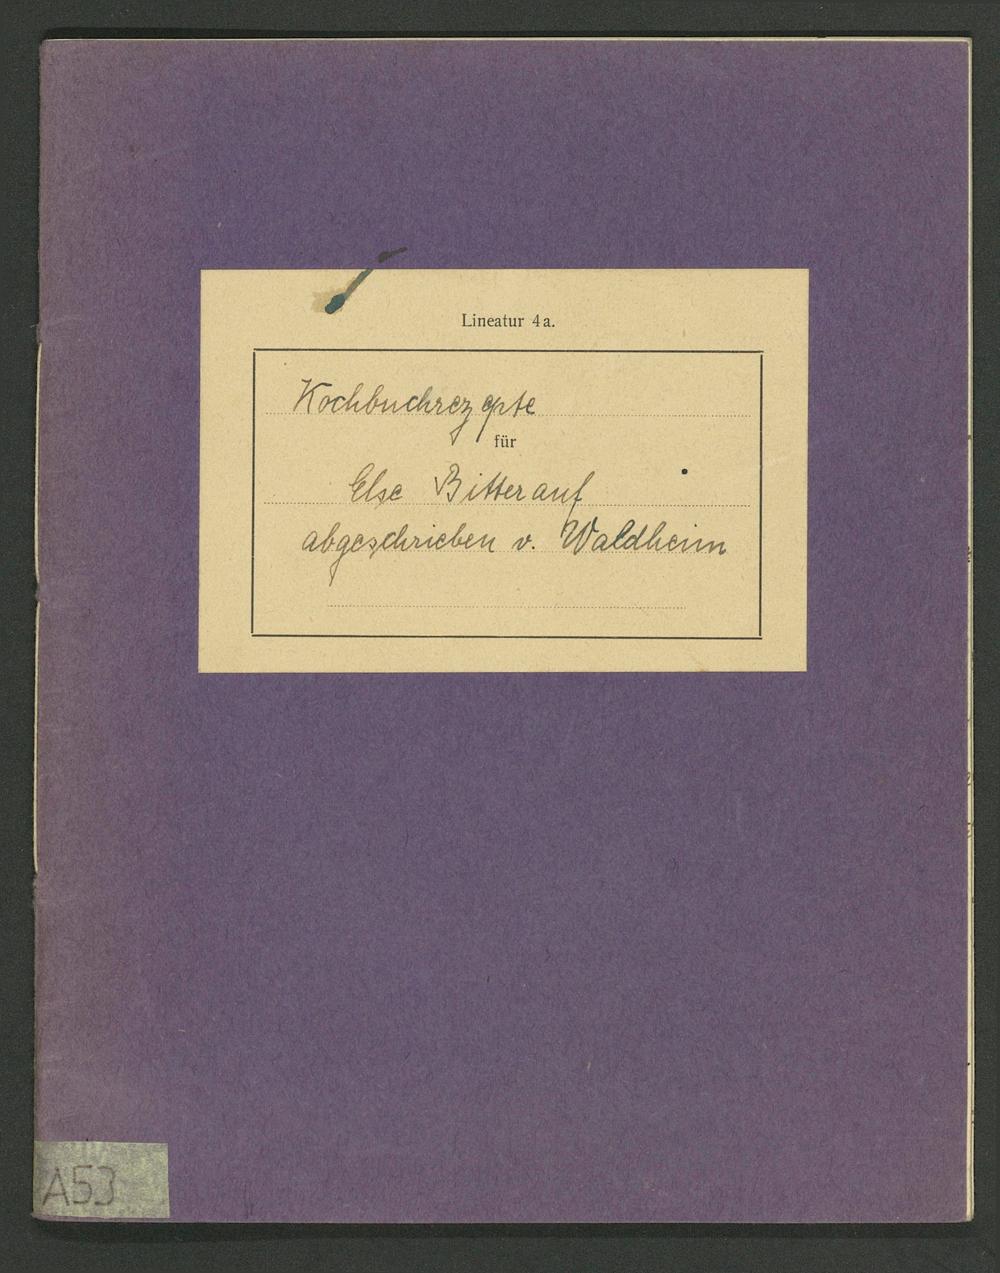 Lineatur 4a.
Kochbuchrezepte
für
Else Bitterauf
abgeschrieben v. Waldheim
A53